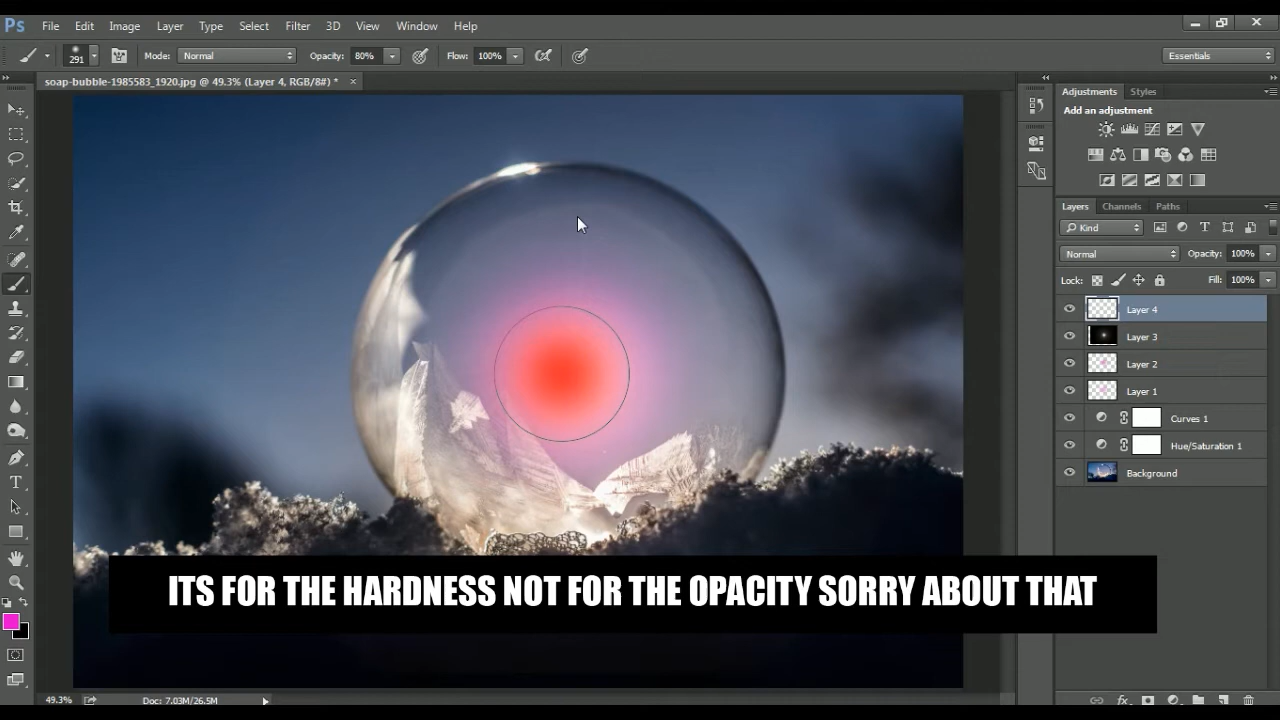 Ps File Edit Image Layer Type Select Filter 3D View Window Help
291 Mode: Normal Opacity: 80% Flow: 100% Essentials
soap-bubble-1985583_1920.jpg @ 49.3% (Layer 4, RGB/8#) * ×
Adjustments Styles
Add an adjustment
Layers Channels Paths
Kind
Normal Opacity: 100%
Lock: Fill: 100%
Layer 4
Layer 3
Layer 2
Layer 1
Curves 1
Hue/Saturation 1
Background
ITS FOR THE HARDNESS NOT FOR THE OPACITY SORRY ABOUT THAT
49.3% Doc: 7.03M/26.5M